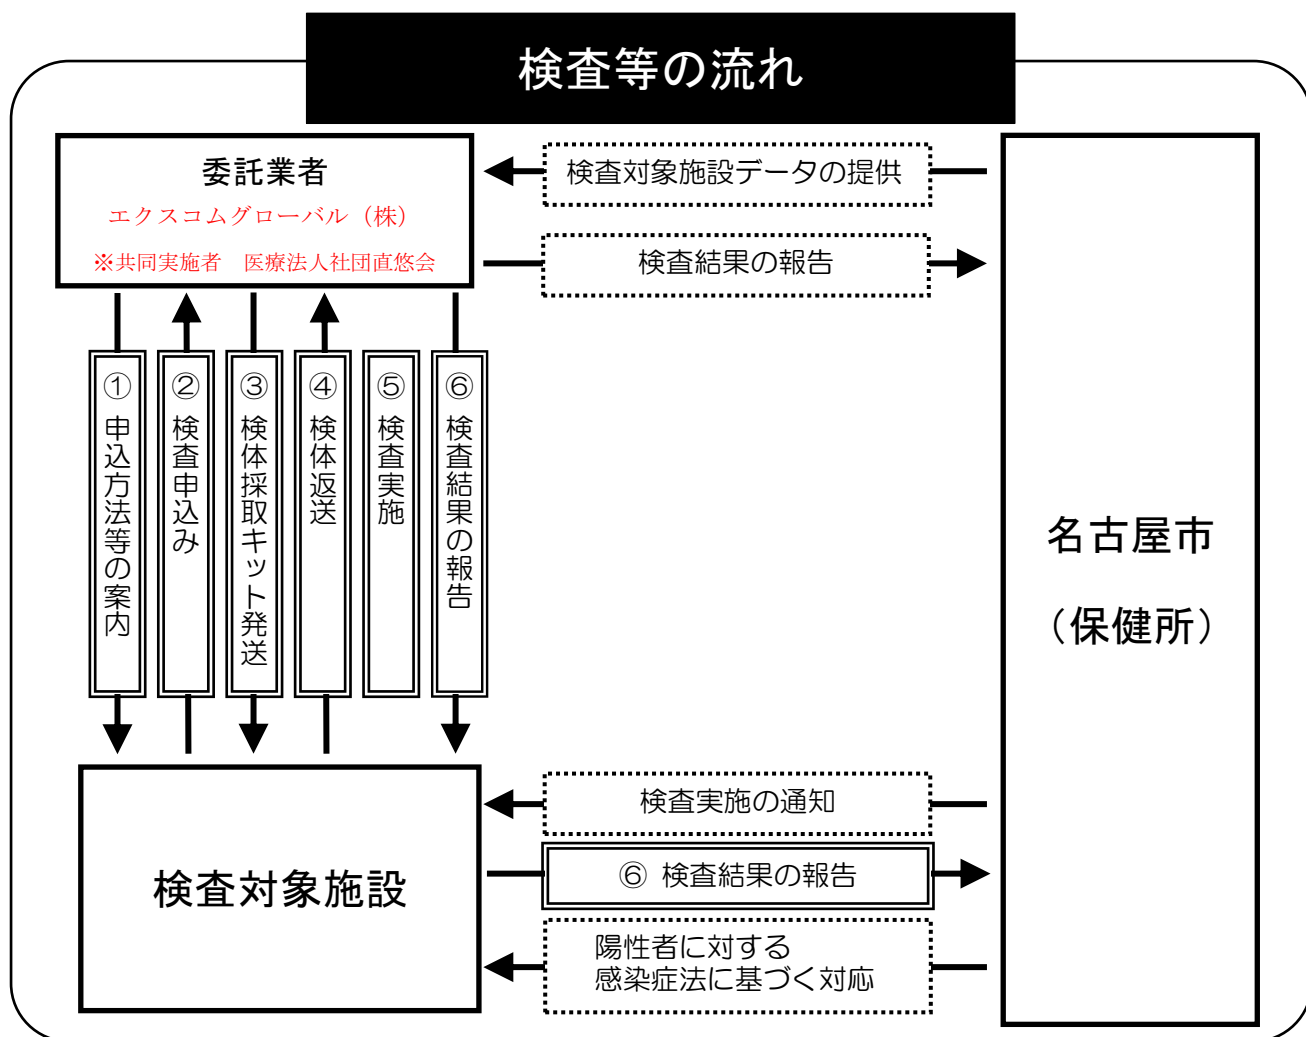 検査等の流れ
委託業者
エクスコムグローバル（株）
※共同実施者　医療法人社団直悠会
検査対象施設データの提供
検査結果の報告
① 申込方法等の案内
② 検査申込み
③ 検体採取キット発送
④ 検体返送
⑤ 検査実施
⑥ 検査結果の報告
名古屋市
（保健所）
検査対象施設
検査実施の通知
⑥ 検査結果の報告
陽性者に対する
感染症法に基づく対応